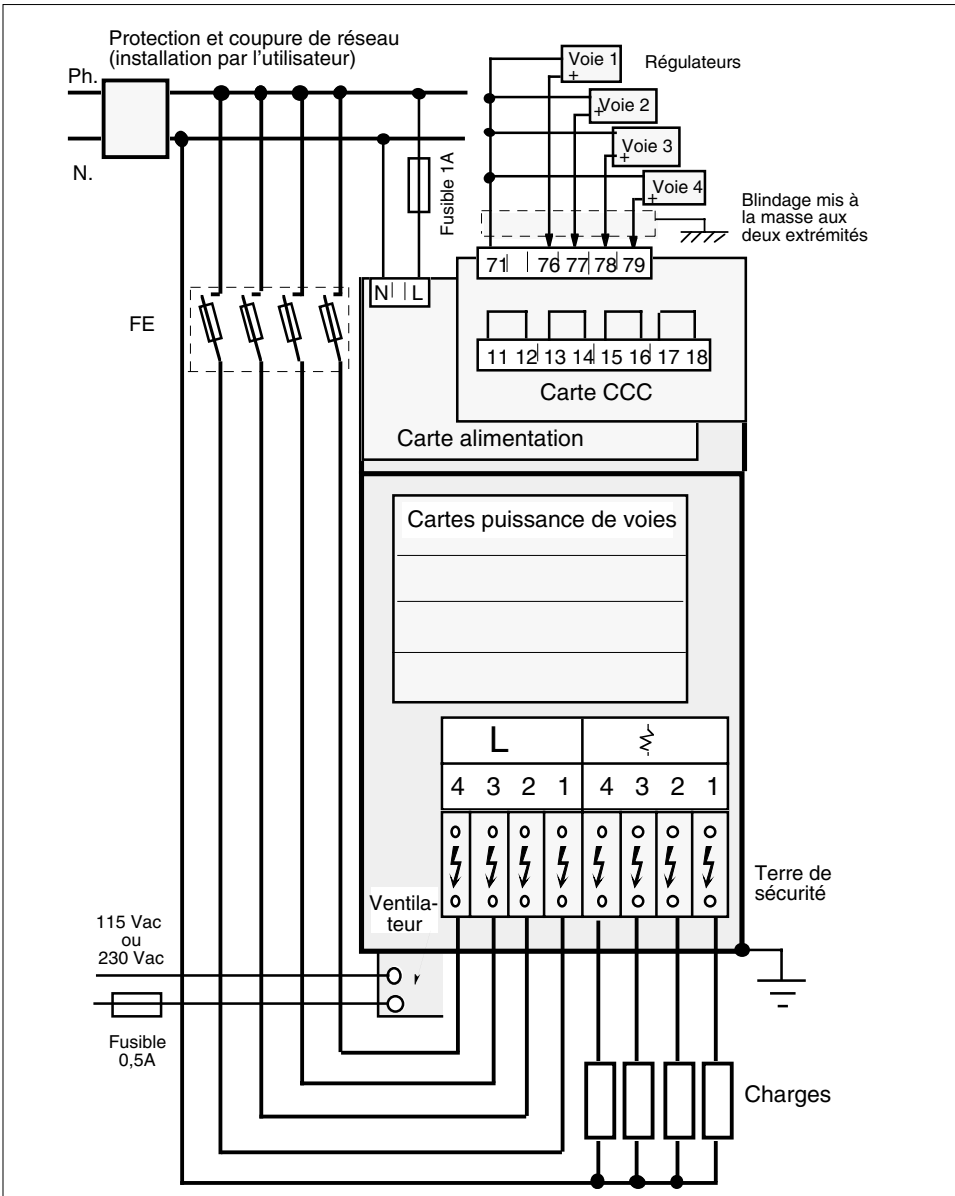 Protection et coupure de réseau
(installation par l'utilisateur)
Ph.
N.
Fusible 1A
Voie 1
+
Régulateurs
Voie 2
+
Voie 3
+
Voie 4
+
Blindage mis à
la masse aux
deux extrémités
71 76 77 78 79
N L
FE
11 12 13 14 15 16 17 18
Carte CCC
Carte alimentation
Cartes puissance de voies
L
4 3 2 1 4 3 2 1
Terre de
sécurité
Ventila-
teur
115 Vac
ou
230 Vac
Fusible
0,5A
Charges